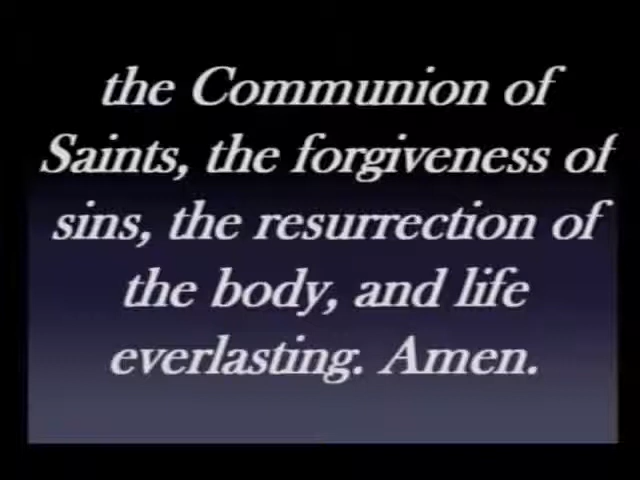 the Communion of
Saints, the forgiveness of
sins, the resurrection of
the body, and life
everlasting. Amen.